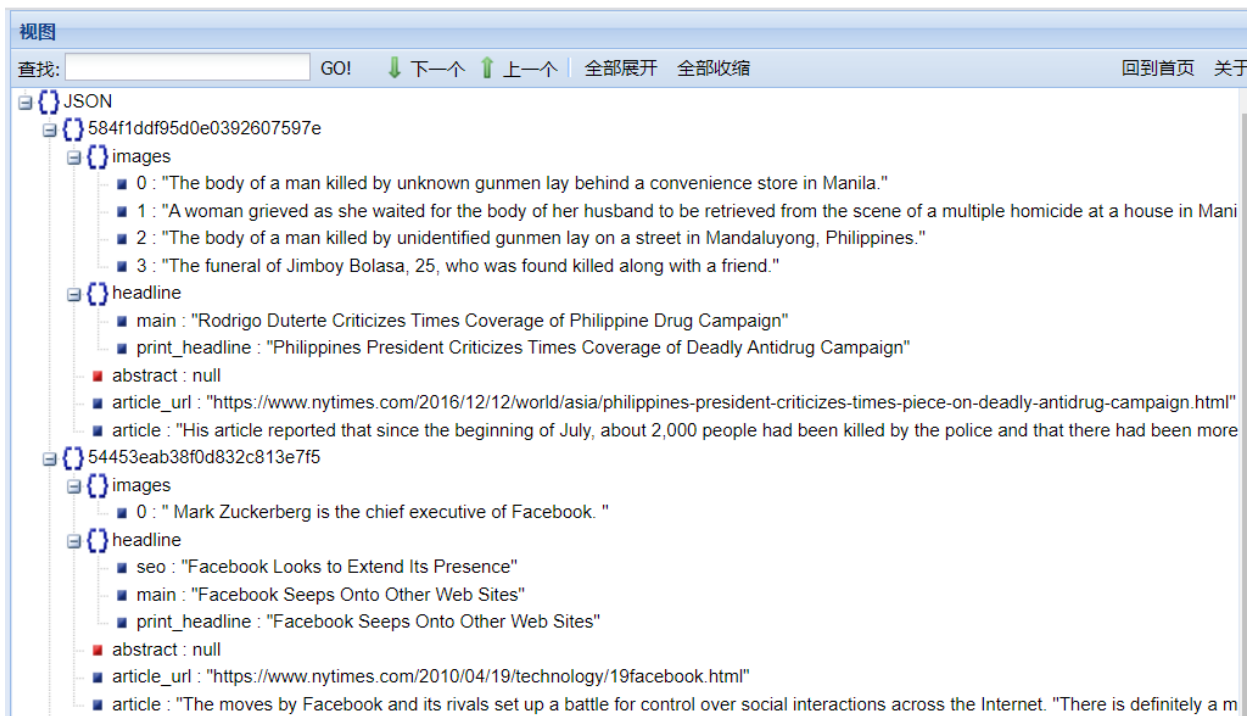 视图
查找: GO! 下一个 上一个 全部展开 全部收缩 回到首页 关于
JSON
584f1ddf95d0e0392607597e
images
0 : "The body of a man killed by unknown gunmen lay behind a convenience store in Manila."
1 : "A woman grieved as she waited for the body of her husband to be retrieved from the scene of a multiple homicide at a house in Mani
2 : "The body of a man killed by unidentified gunmen lay on a street in Mandaluyong, Philippines."
3 : "The funeral of Jimboy Bolasa, 25, who was found killed along with a friend."
headline
main : "Rodrigo Duterte Criticizes Times Coverage of Philippine Drug Campaign"
print_headline : "Philippines President Criticizes Times Coverage of Deadly Antidrug Campaign"
abstract : null
article_url : "https://www.nytimes.com/2016/12/12/world/asia/philippines-president-criticizes-times-piece-on-deadly-antidrug-campaign.html"
article : "His article reported that since the beginning of July, about 2,000 people had been killed by the police and that there had been more
54453eab38f0d832c813e7f5
images
0 : " Mark Zuckerberg is the chief executive of Facebook. "
headline
seo : "Facebook Looks to Extend Its Presence"
main : "Facebook Seeps Onto Other Web Sites"
print_headline : "Facebook Seeps Onto Other Web Sites"
abstract : null
article_url : "https://www.nytimes.com/2010/04/19/technology/19facebook.html"
article : "The moves by Facebook and its rivals set up a battle for control over social interactions across the Internet. "There is definitely a m